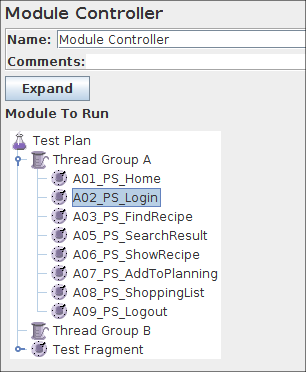 Module Controller
Name: Module Controller
Comments:
Expand
Module To Run
Test Plan
Thread Group A
A01_PS_Home
A02_PS_Login
A03_PS_FindRecipe
A05_PS_SearchResult
A06_PS_ShowRecipe
A07_PS_AddToPlanning
A08_PS_ShoppingList
A09_PS_Logout
Thread Group B
Test Fragment